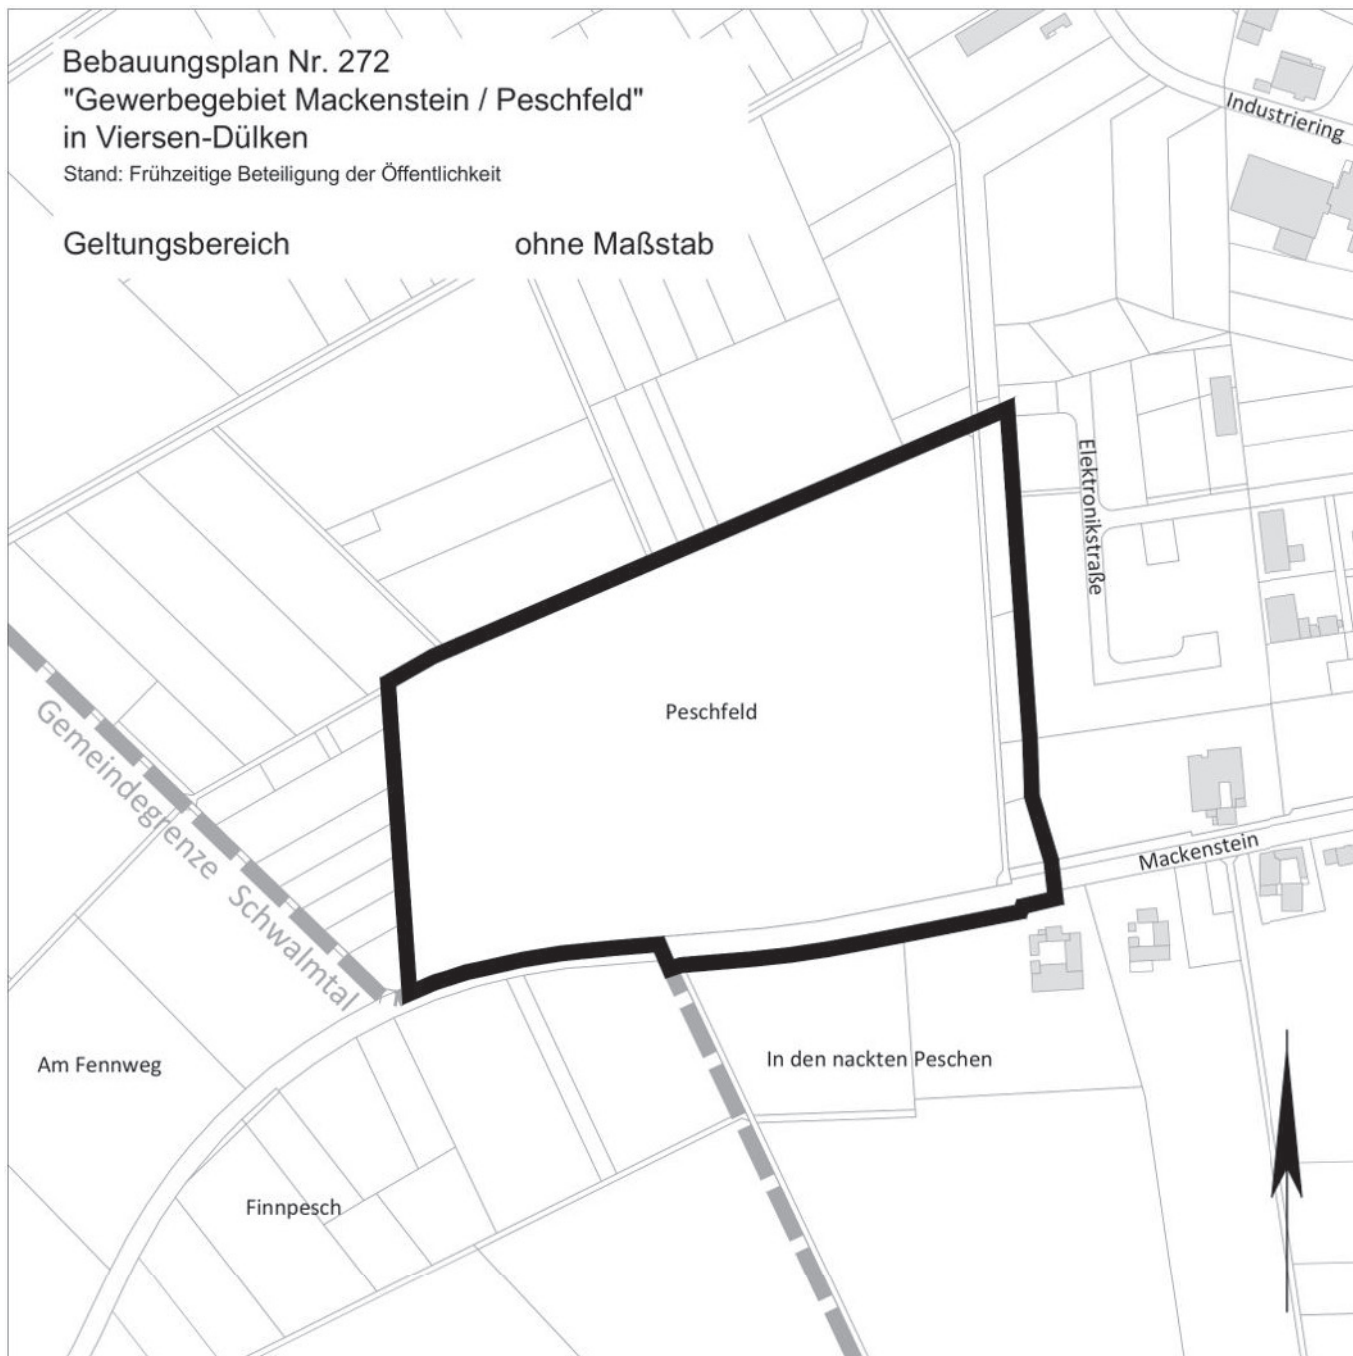 Bebauungsplan Nr. 272
"Gewerbegebiet Mackenstein / Peschfeld"
in Viersen-Dülken
Stand: Frühzeitige Beteiligung der Öffentlichkeit
Geltungsbereich ohne Maßstab
Industriering
Elektronikstraße
Peschfeld
Mackenstein
Gemeindegrenze Schwalmtal
Am Fennweg
In den nackten Peschen
Finnpesch